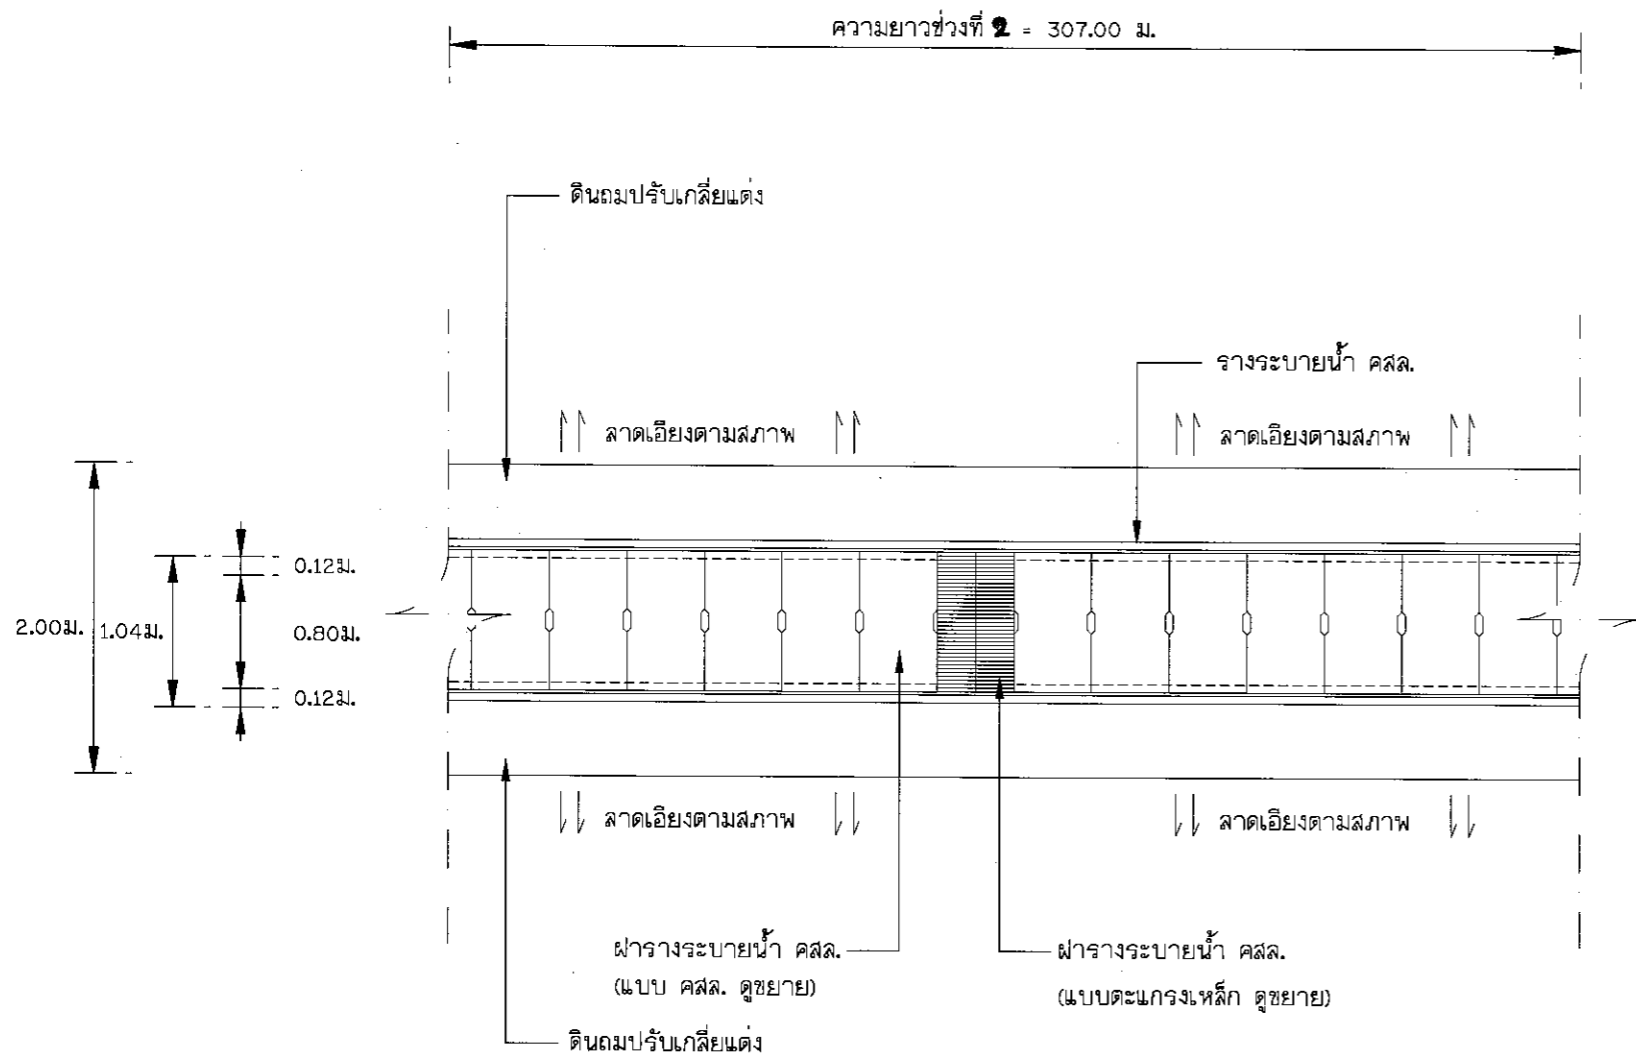 ความยาวช่วงที่ 2 = 307.00 ม.
ดินถมปรับเกลี่ยแต่ง
รางระบายน้ำ คสล.
ลาดเอียงตามสภาพ
ลาดเอียงตามสภาพ
0.12ม.
2.00ม.
1.04ม.
0.80ม.
0.12ม.
ลาดเอียงตามสภาพ
ลาดเอียงตามสภาพ
ฝารางระบายน้ำ คสล.
(แบบ คสล. ดูขยาย)
ฝารางระบายน้ำ คสล.
(แบบตะแกรงเหล็ก ดูขยาย)
ดินถมปรับเกลี่ยแต่ง